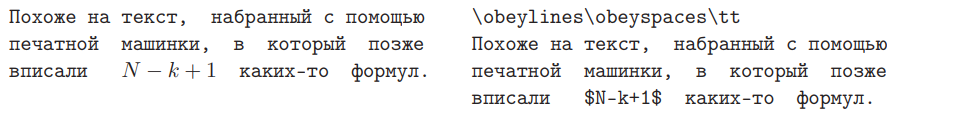 Похоже на текст,  набранный с помощью
печатной  машинки,  в  который  позже
вписали   N − k + 1  каких-то  формул.
\obeylines\obeyspaces\tt
Похоже на текст,  набранный с помощью
печатной  машинки,  в  который  позже
вписали   $N-k+1$  каких-то  формул.